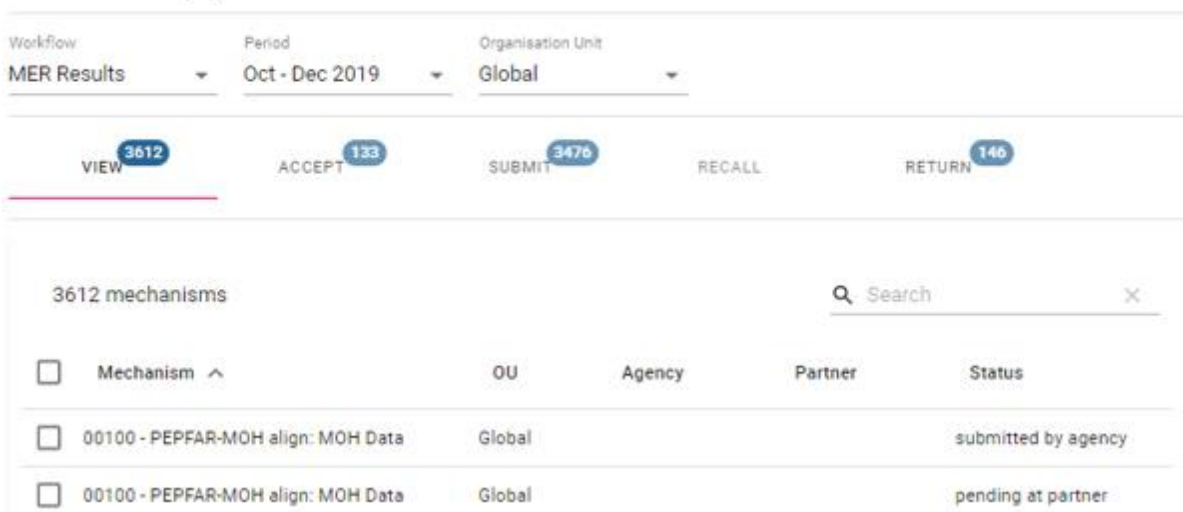 Workflow Period Organisation Unit
MER Results Oct - Dec 2019 Global
VIEW 3612 ACCEPT 133 SUBMIT 3476 RECALL RETURN 146
3612 mechanisms Search
Mechanism OU Agency Partner Status
00100 - PEPFAR-MOH align: MOH Data Global submitted by agency
00100 - PEPFAR-MOH align: MOH Data Global pending at partner